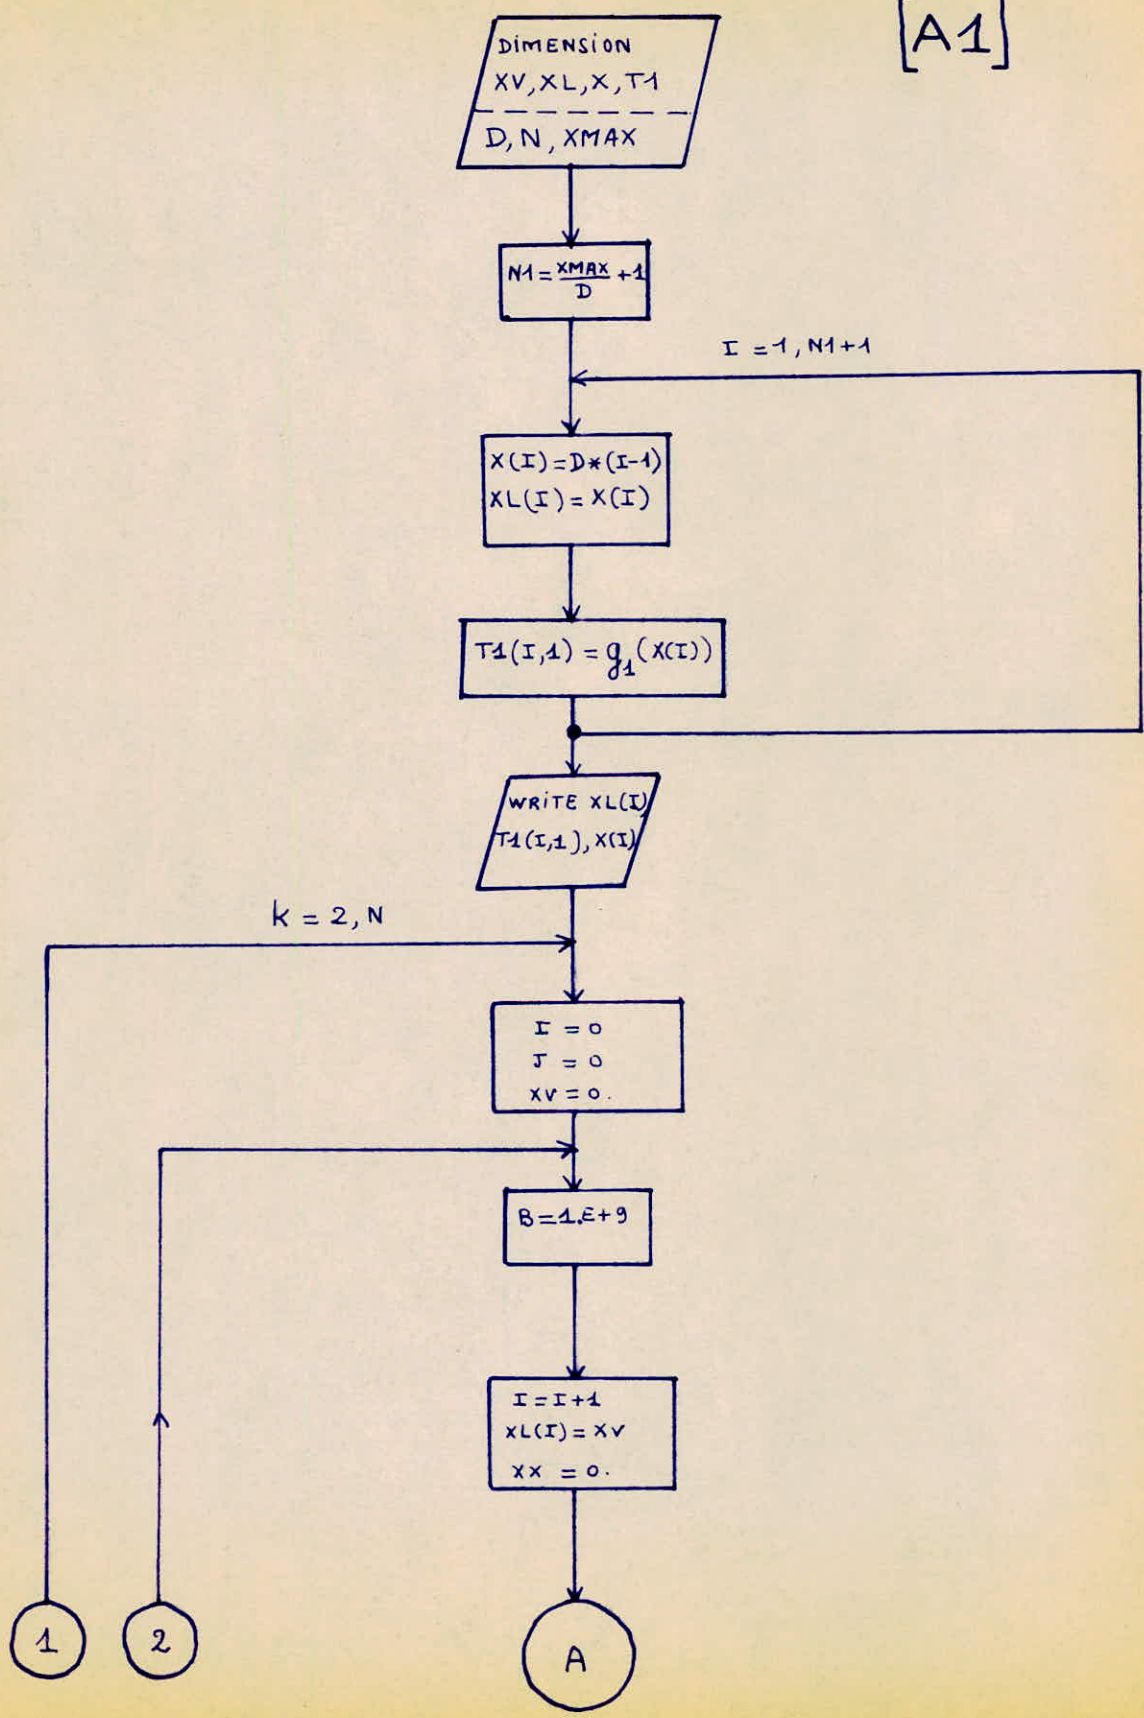 [A1]
DIMENSION
XV, XL, X, T1
D, N, XMAX
N1 = XMAX/D + 1
I = 1, N1+1
X(I) = D*(I-1)
XL(I) = X(I)
T1(I,1) = g₁(X(I))
WRITE XL(I)
T1(I,1), X(I)
k = 2, N
I = 0
J = 0
XV = 0.
B = 1.E+9
I = I+1
XL(I) = XV
XX = 0.
1
2
A